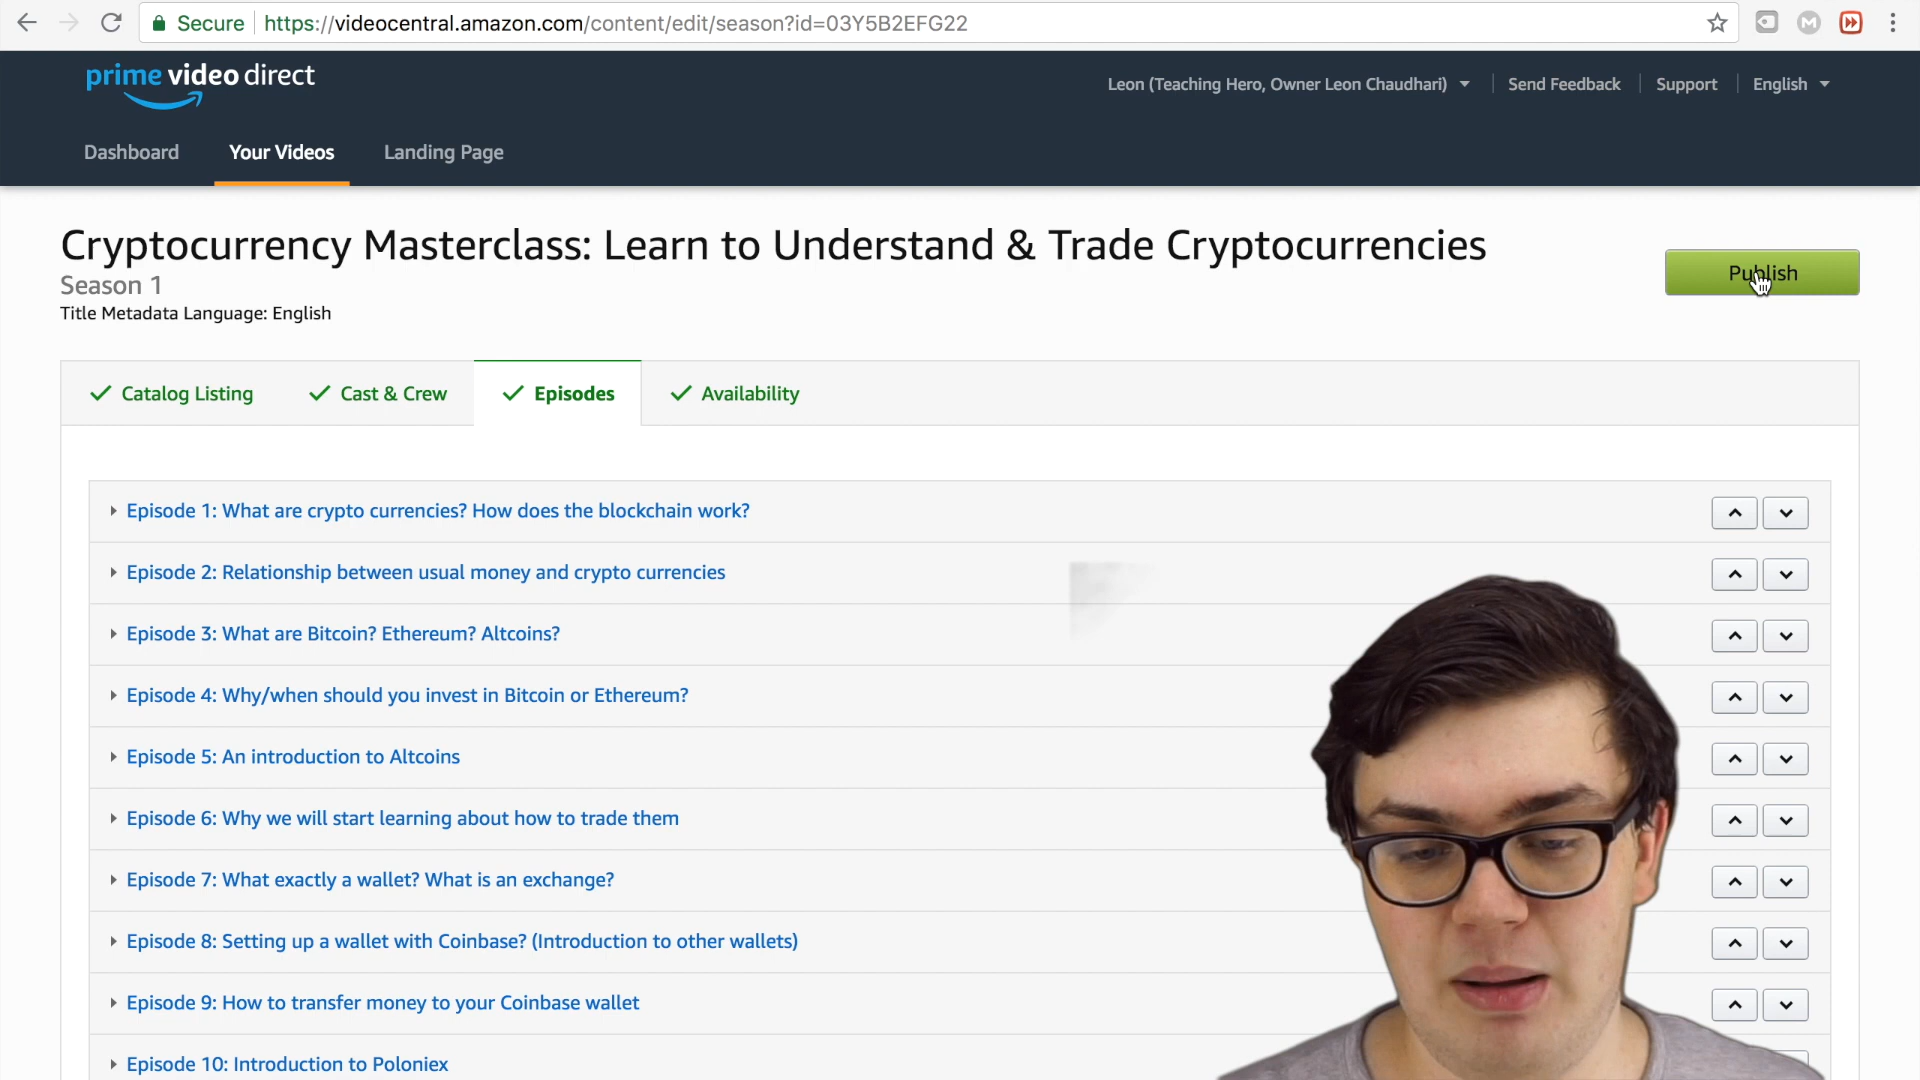 Secure https://videocentral.amazon.com/content/edit/season?id=03Y5B2EFG22
prime video direct
Leon (Teaching Hero, Owner Leon Chaudhari) Send Feedback Support English
Dashboard Your Videos Landing Page
Cryptocurrency Masterclass: Learn to Understand & Trade Cryptocurrencies
Publish
Season 1
Title Metadata Language: English
Catalog Listing Cast & Crew Episodes Availability
Episode 1: What are crypto currencies? How does the blockchain work?
Episode 2: Relationship between usual money and crypto currencies
Episode 3: What are Bitcoin? Ethereum? Altcoins?
Episode 4: Why/when should you invest in Bitcoin or Ethereum?
Episode 5: An introduction to Altcoins
Episode 6: Why we will start learning about how to trade them
Episode 7: What exactly a wallet? What is an exchange?
Episode 8: Setting up a wallet with Coinbase? (Introduction to other wallets)
Episode 9: How to transfer money to your Coinbase wallet
Episode 10: Introduction to Poloniex